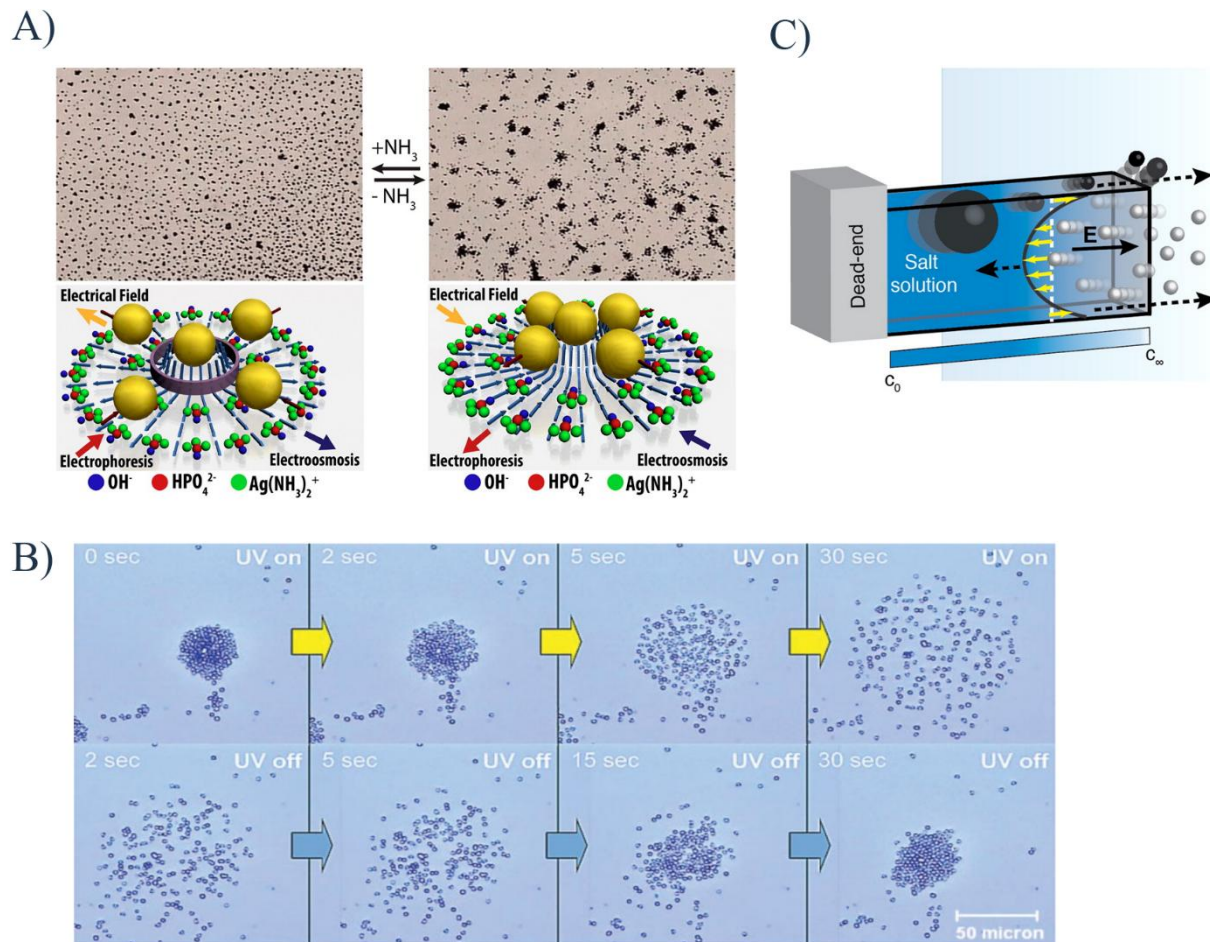 A)
+NH₃
- NH₃
Electrical Field
Electrophoresis
Electroosmosis
OH⁻
HPO₄²⁻
Ag(NH₃)₂⁺
Electrical Field
Electrophoresis
Electroosmosis
OH⁻
HPO₄²⁻
Ag(NH₃)₂⁺
C)
Dead-end
Salt
solution
E
C₀
C∞
B)
0 sec UV on
2 sec UV on
5 sec UV on
30 sec UV on
2 sec UV off
5 sec UV off
15 sec UV off
30 sec UV off
50 micron